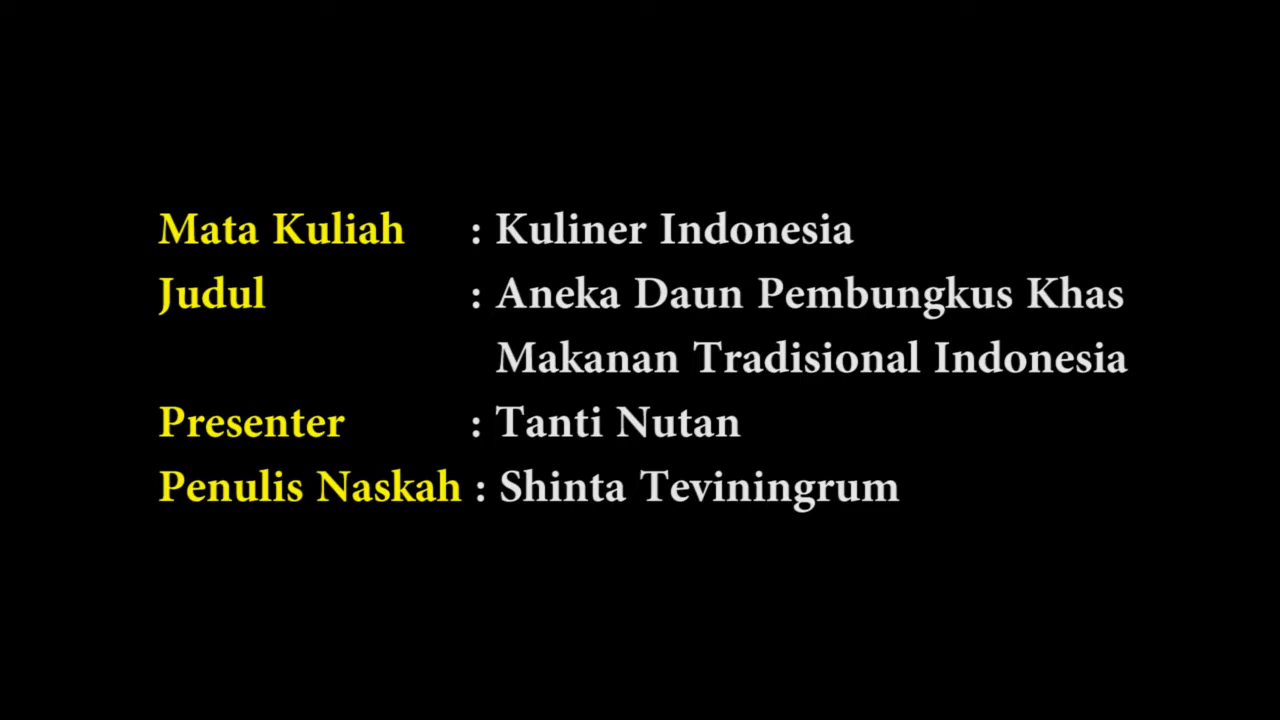 Mata Kuliah : Kuliner Indonesia
Judul : Aneka Daun Pembungkus Khas
Makanan Tradisional Indonesia
Presenter : Tanti Nutan
Penulis Naskah : Shinta Teviningrum